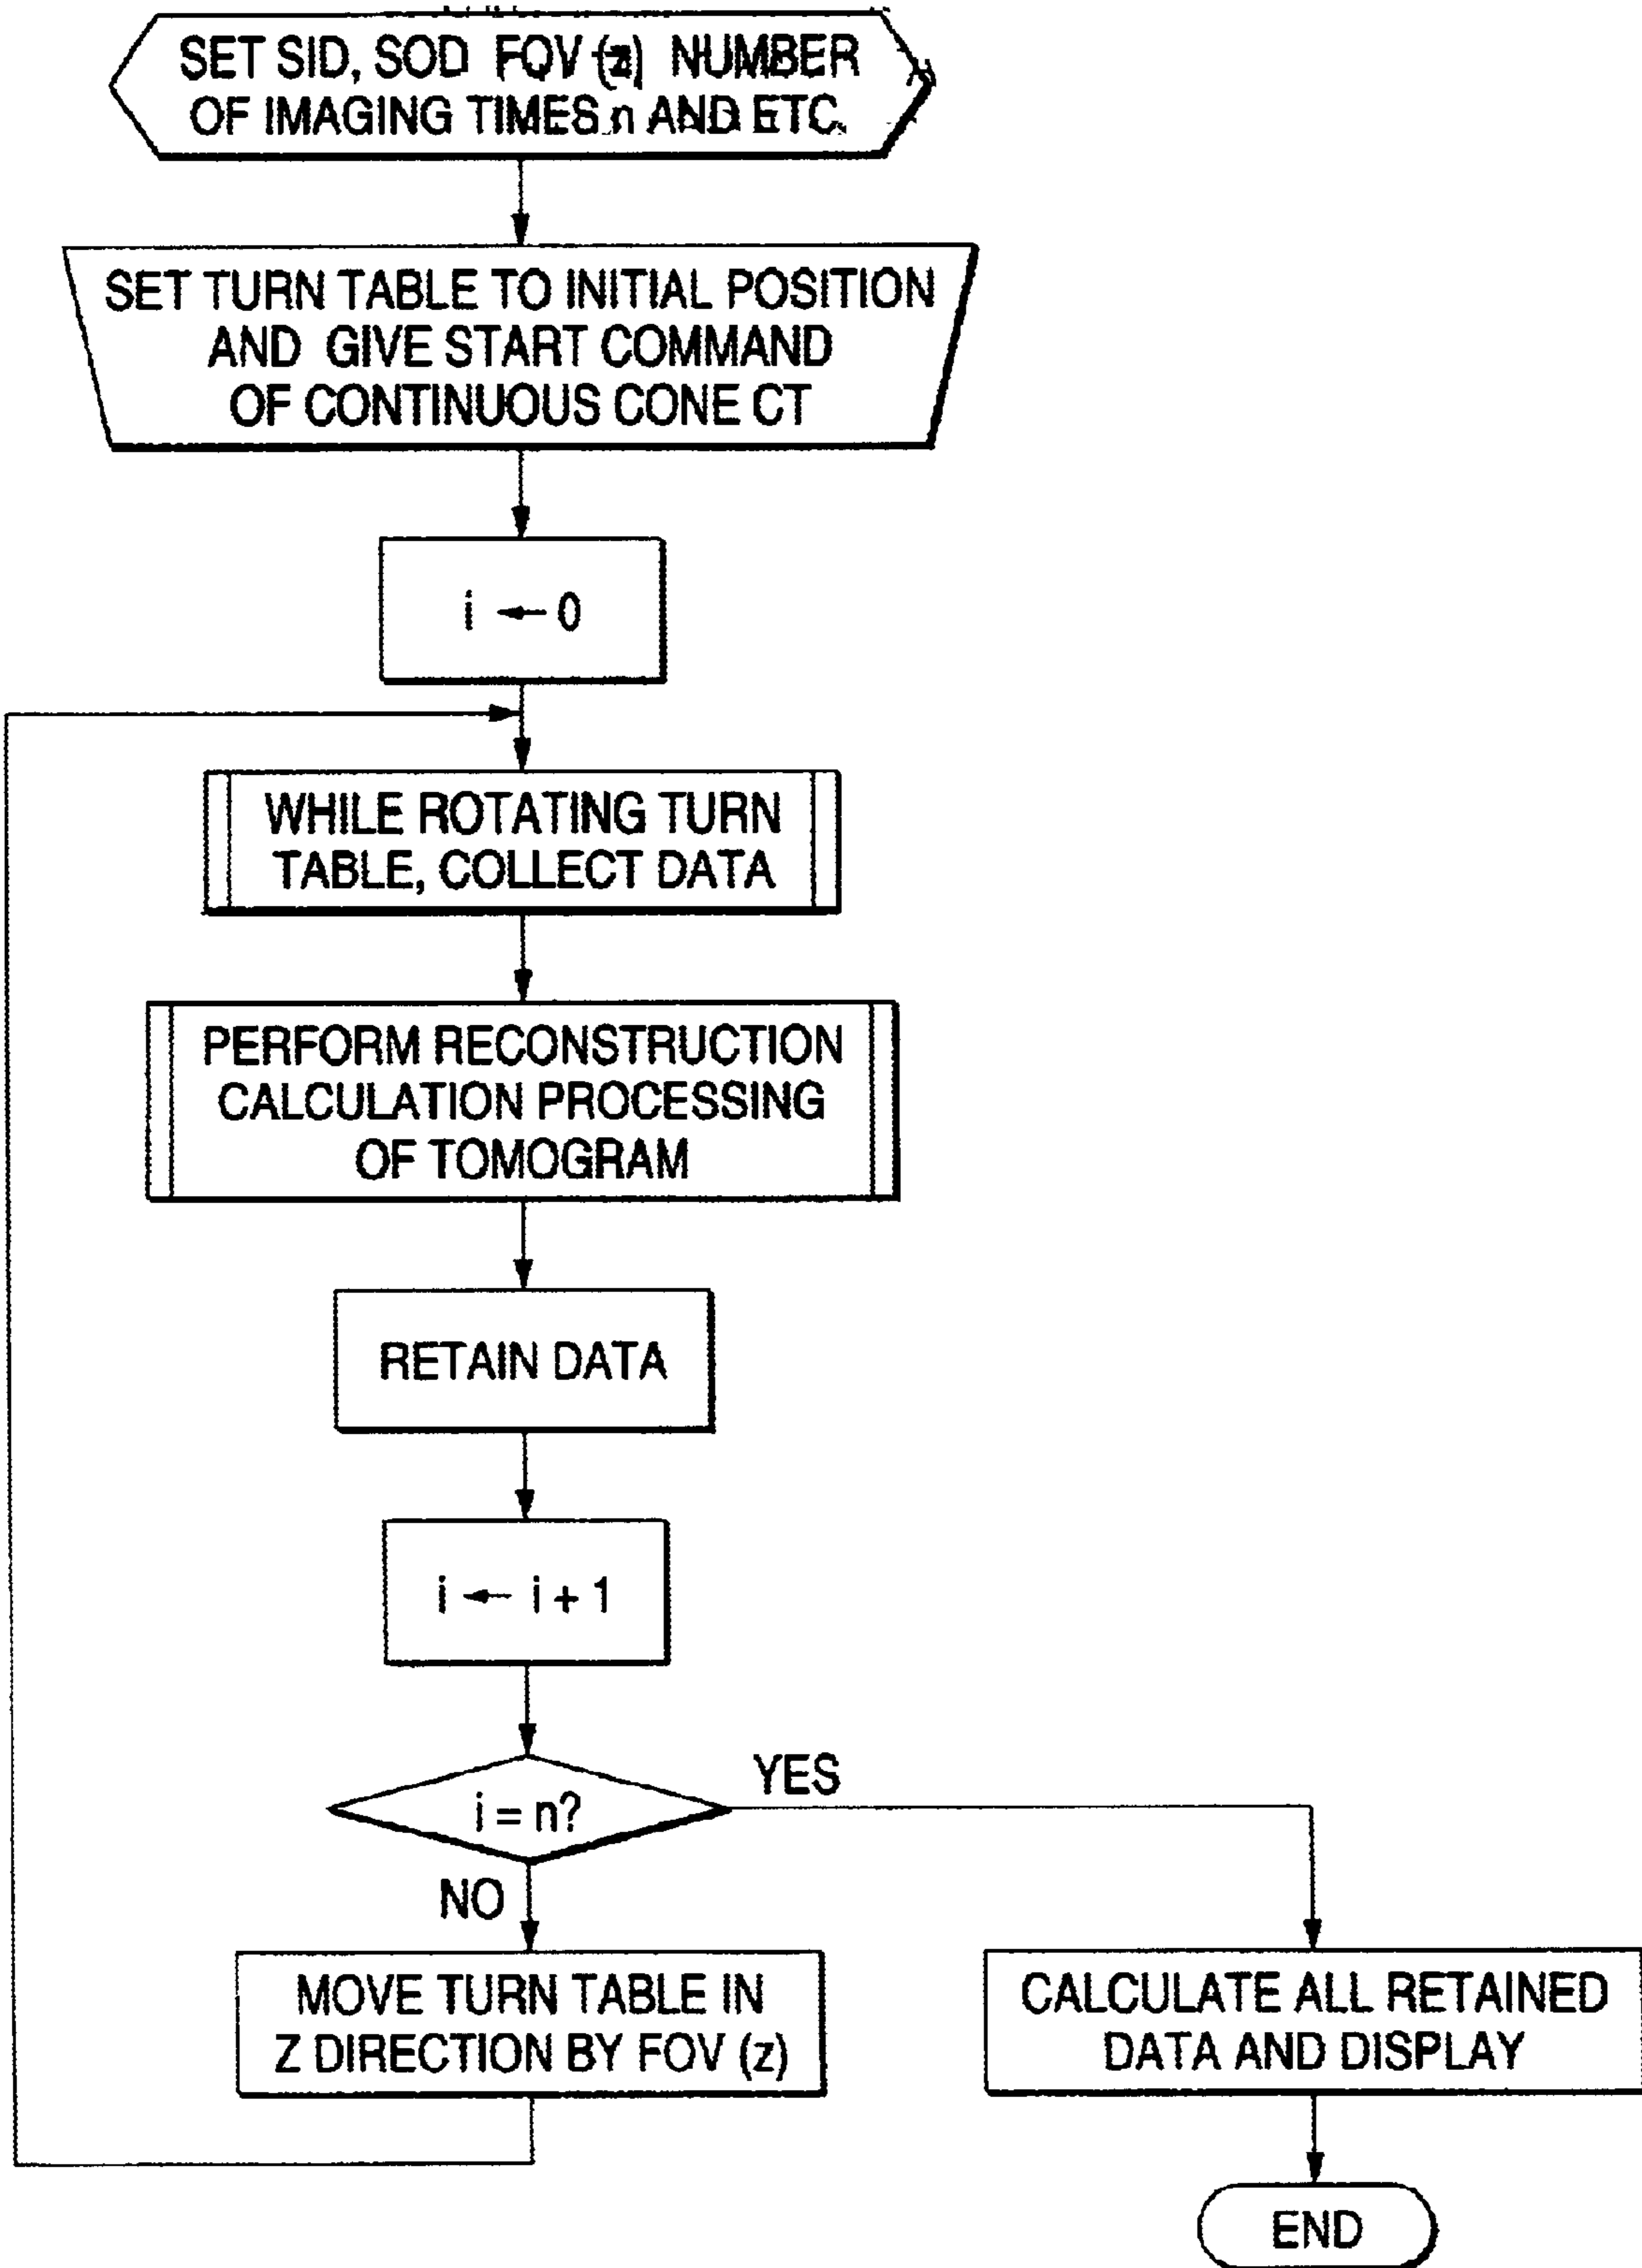 SET SID, SOD FOV (z) NUMBER
OF IMAGING TIMES n AND ETC.
SET TURN TABLE TO INITIAL POSITION
AND GIVE START COMMAND
OF CONTINUOUS CONE CT
i ← 0
WHILE ROTATING TURN
TABLE, COLLECT DATA
PERFORM RECONSTRUCTION
CALCULATION PROCESSING
OF TOMOGRAM
RETAIN DATA
i ← i + 1
i = n?
YES
NO
MOVE TURN TABLE IN
Z DIRECTION BY FOV (z)
CALCULATE ALL RETAINED
DATA AND DISPLAY
END